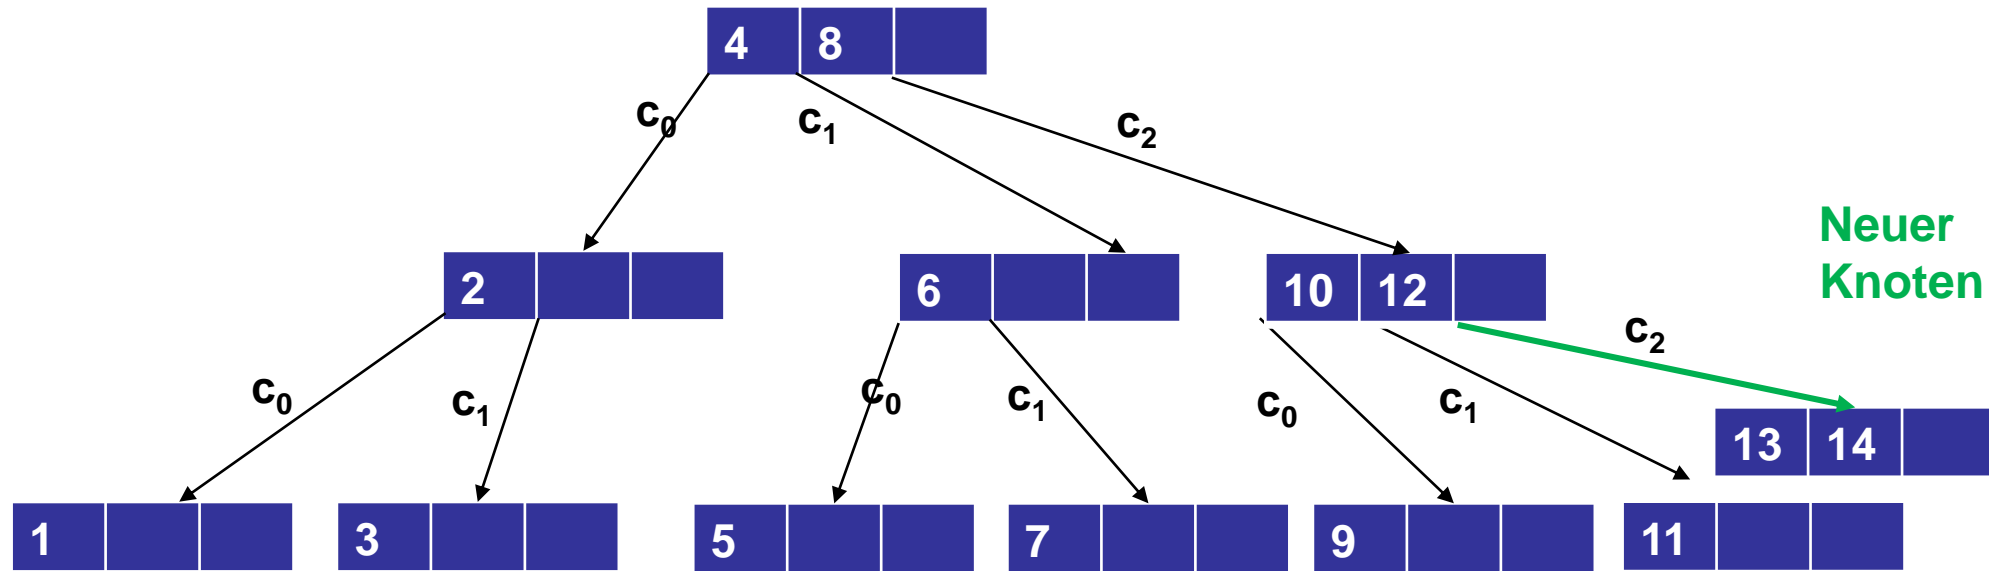 4 8
c₀ c₁ c₂
Neuer
Knoten
2 6 10 12
c₂
c₀ c₁ c₀ c₁ c₀ c₁
13 14
1 3 5 7 9 11